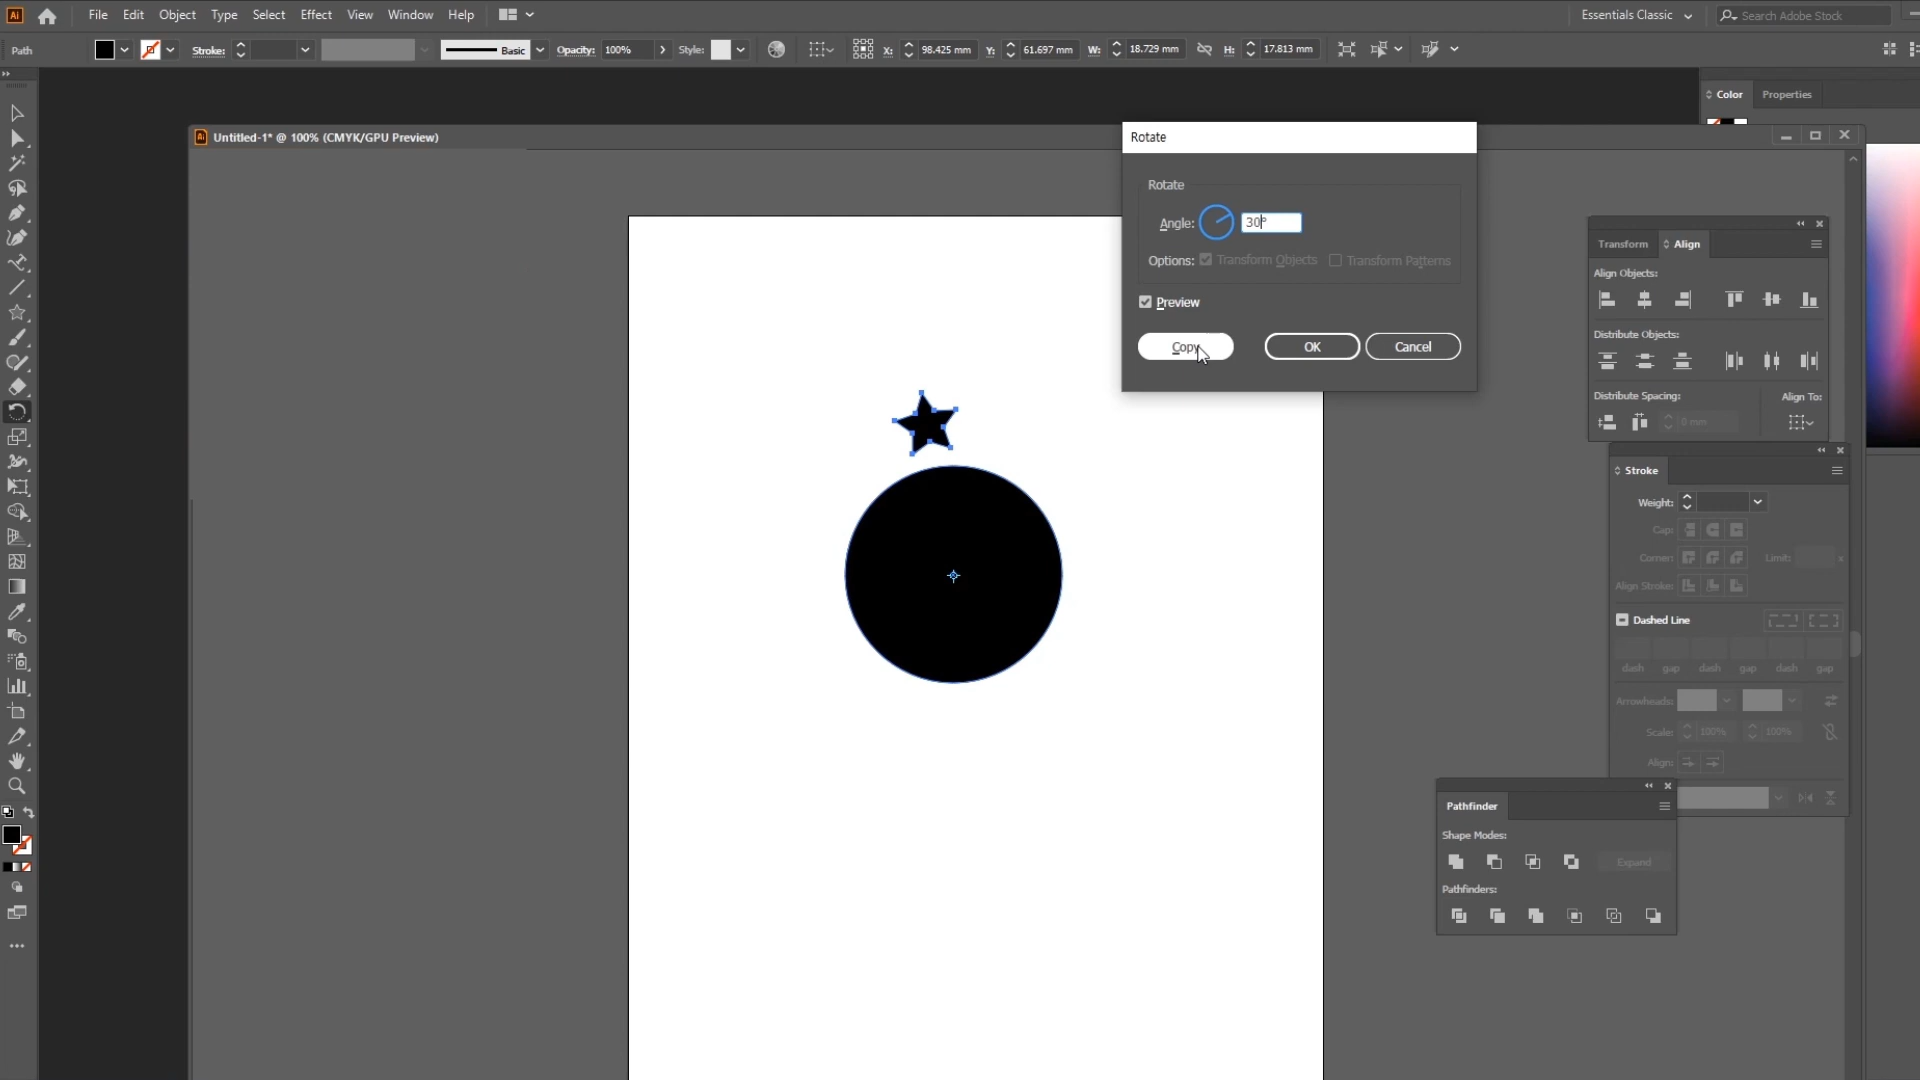 Ai File Edit Object Type Select Effect View Window Help Essentials Classic Search Adobe Stock
Path Stroke: Basic Opacity: 100% Style: X: 98.425 mm Y: 61.697 mm W: 18.729 mm H: 17.813 mm
Color Properties
Ai Untitled-1* @ 100% (CMYK/GPU Preview)
Rotate
Rotate
Angle: 30°
Options: Transform Objects Transform Patterns
Preview
Copy OK Cancel
Transform Align
Align Objects:
Distribute Objects:
Distribute Spacing: Align To:
0 mm
Stroke
Weight:
Cap:
Corner: Limit: x
Align Stroke:
Dashed Line
dash gap dash gap dash gap
Arrowheads:
Scale: 100% 100%
Align:
Pathfinder
Shape Modes:
Expand
Pathfinders: